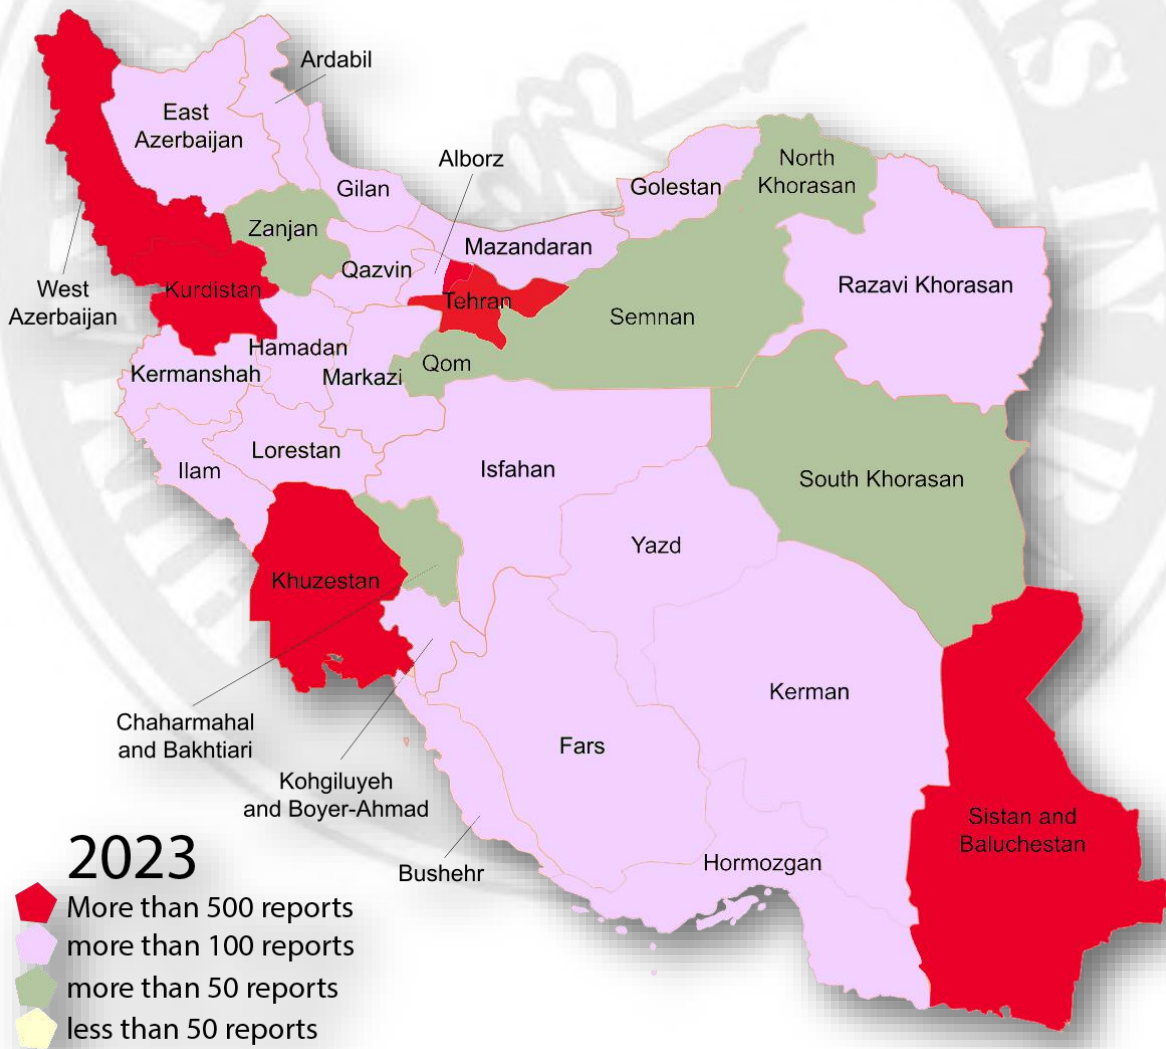 Ardabil
East
Azerbaijan
Alborz
North
Khorasan
Golestan
Gilan
Zanjan
Mazandaran
Qazvin
West
Azerbaijan
Kurdistan
Tehran
Razavi Khorasan
Semnan
Hamadan
Kermanshah
Markazi
Qom
Lorestan
Ilam
Isfahan
South Khorasan
Yazd
Khuzestan
Kerman
Chaharmahal
and Bakhtiari
Fars
Kohgiluyeh
and Boyer-Ahmad
Sistan and
Baluchestan
Hormozgan
Bushehr
2023
More than 500 reports
more than 100 reports
more than 50 reports
less than 50 reports